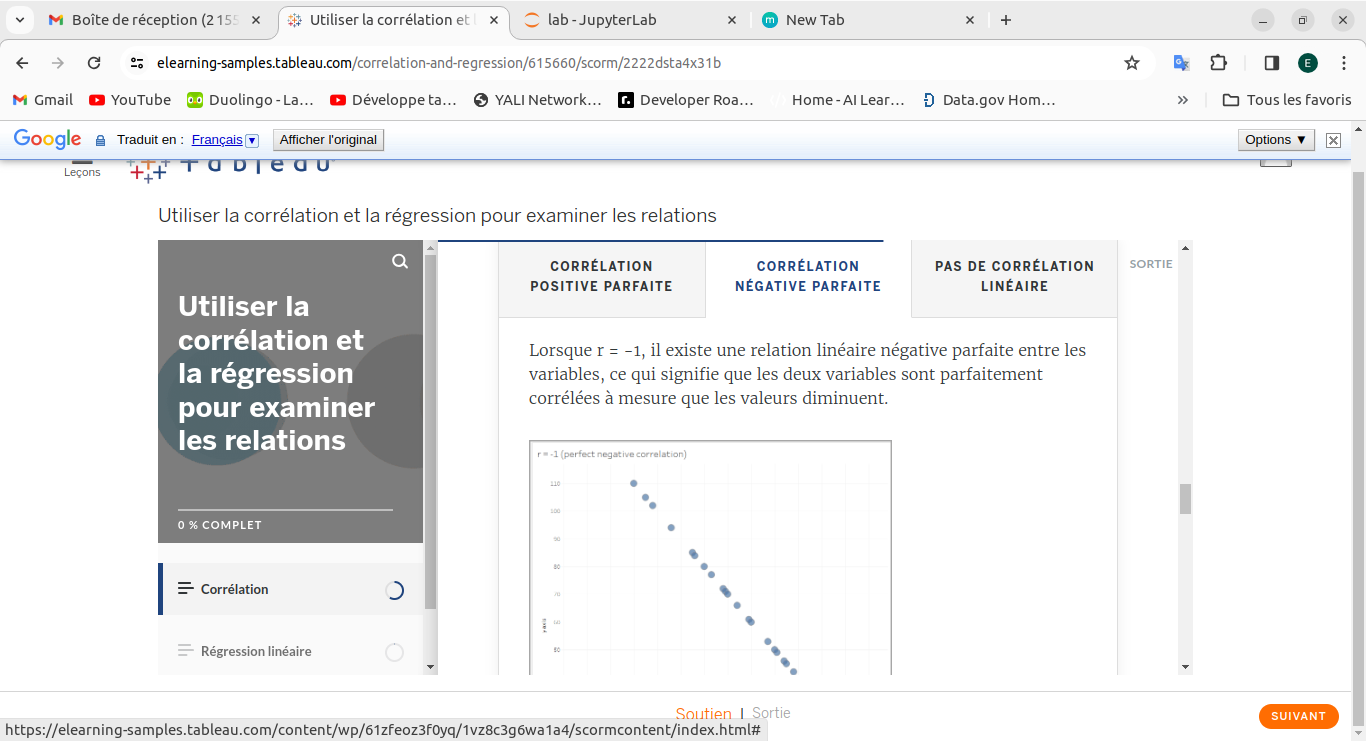 Boîte de réception (2 155
Utiliser la corrélation et l
lab - JupyterLab
New Tab
elearning-samples.tableau.com/correlation-and-regression/615660/scorm/2222dsta4x31b
E
Gmail
YouTube
Duolingo - La…
Développe ta…
YALI Network…
Developer Roa…
Home - AI Lear…
Data.gov Hom…
»
Tous les favoris
Google
Traduit en :
Français
Afficher l'original
Options ▼
Leçons
+ableau
Utiliser la corrélation et la régression pour examiner les relations
Utiliser la
corrélation et
la régression
pour examiner
les relations
0 % COMPLET
Corrélation
Régression linéaire
CORRÉLATION
POSITIVE PARFAITE
CORRÉLATION
NÉGATIVE PARFAITE
PAS DE CORRÉLATION
LINÉAIRE
SORTIE
Lorsque r = -1, il existe une relation linéaire négative parfaite entre les
variables, ce qui signifie que les deux variables sont parfaitement
corrélées à mesure que les valeurs diminuent.
r = -1 (perfect negative correlation)
110
100
90
80
70
60
50
Soutien | Sortie
SUIVANT
https://elearning-samples.tableau.com/content/wp/61zfeoz3f0yq/1vz8c3g6wa1a4/scormcontent/index.html#